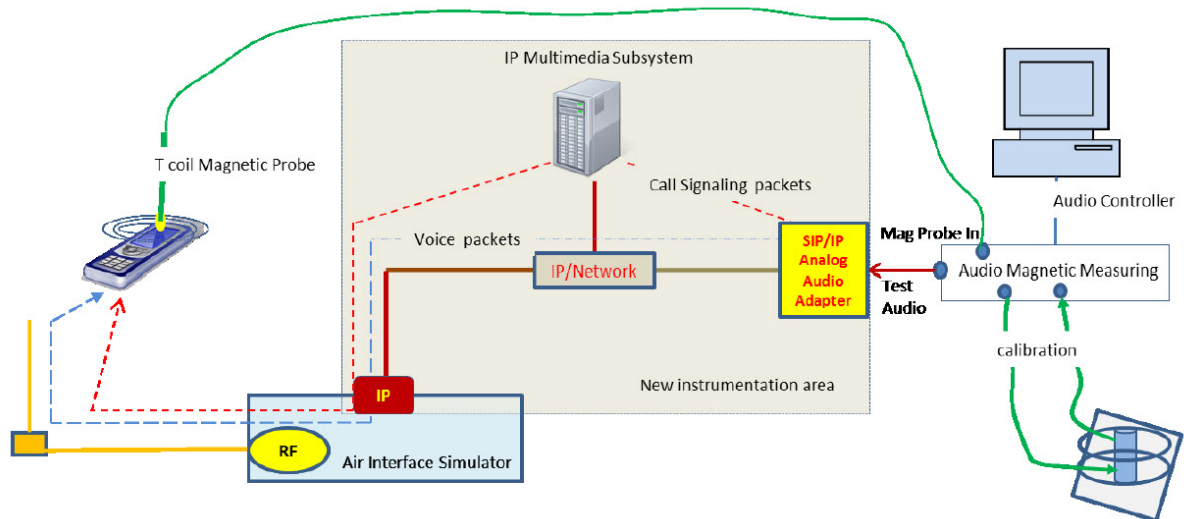 IP Multimedia Subsystem
T coil Magnetic Probe
Call Signaling packets
Audio Controller
Voice packets
Mag Probe In
SIP/IP
Analog
Audio
Adapter
IP/Network
Audio Magnetic Measuring
Test
Audio
calibration
New instrumentation area
IP
RF
Air Interface Simulator